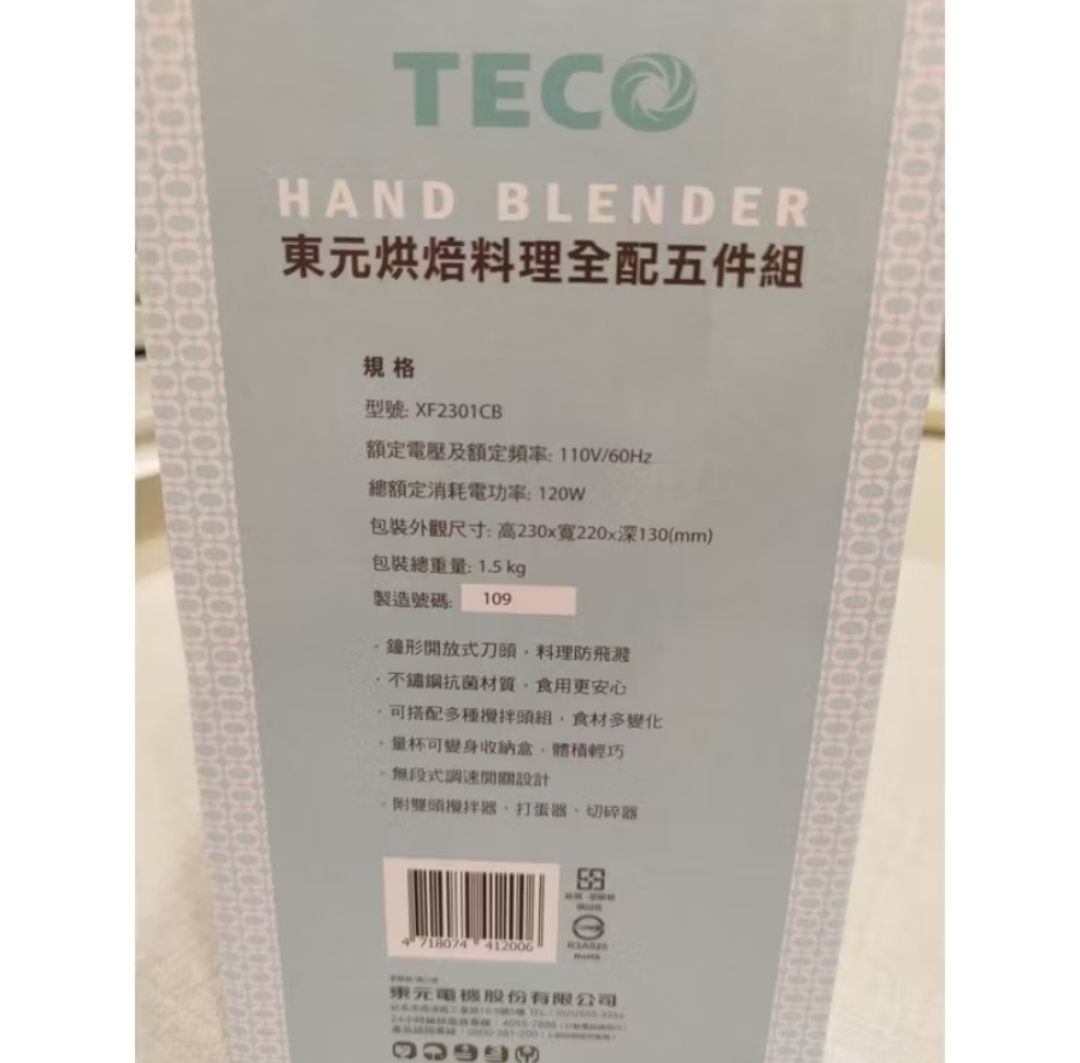 TECO
HAND BLENDER
東元烘焙料理全配五件組
規格
型號: XF2301CB
額定電壓及額定頻率: 110V/60Hz
總額定消耗電功率: 120W
包裝外觀尺寸: 高230x寬220x深130(mm)
包裝總重量: 1.5 kg
製造號碼: 109
· 鐘形開放式刀頭，料理防飛濺
· 不鏽鋼抗菌材質，食用更安心
· 可搭配多種攪拌頭組，食材多變化
· 量杯可變身收納盒，體積輕巧
· 無段式調速開關設計
· 附雙頭攪拌器、打蛋器、切碎器
4 718074 412006
R3A025
RoHS
東元電機股份有限公司